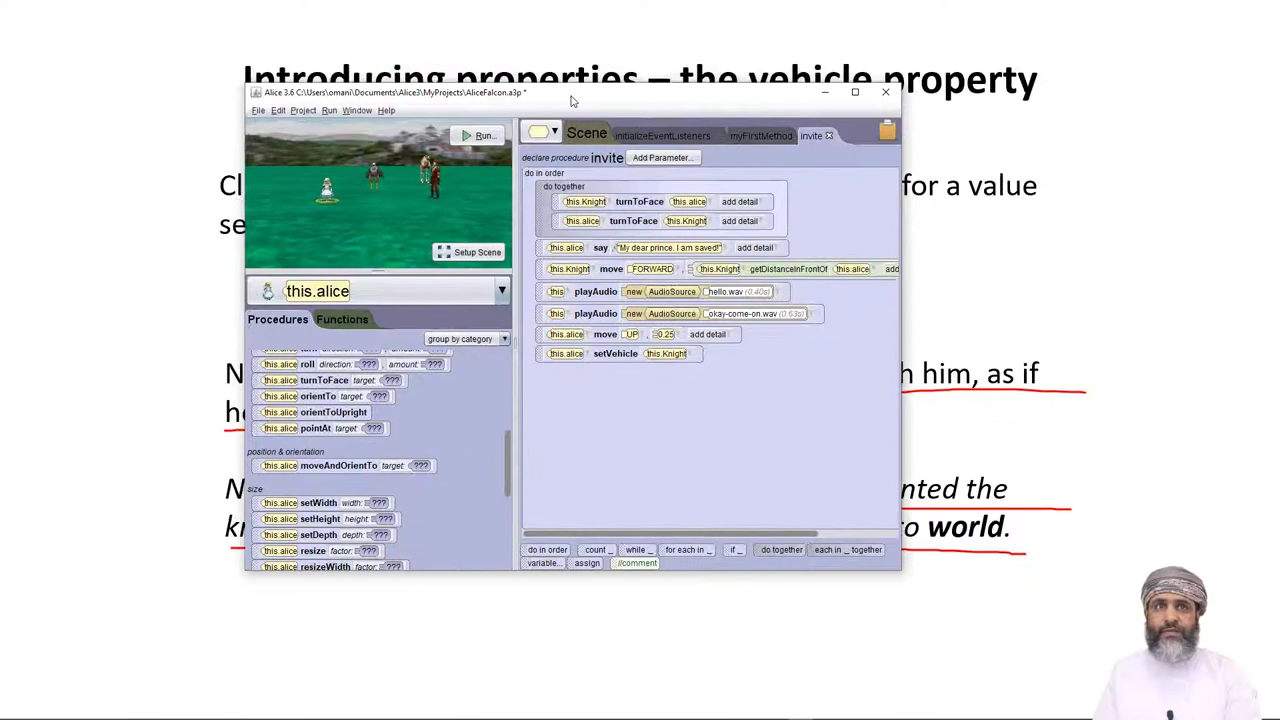 Introducing properties – the vehicle property
Alice 3.6 C:\Users\omani\Documents\Alice3\MyProjects\AliceFalcon.a3p *
File Edit Project Run Window Help
Run...
Scene initializeEventListeners myFirstMethod invite
declare procedure invite Add Parameter...
do in order
do together
this.Knight turnToFace this.alice add detail
this.alice turnToFace this.Knight add detail
this.alice say "My dear prince. I am saved!" add detail
this.Knight move FORWARD , this.Knight getDistanceInFrontOf this.alice add
this playAudio new AudioSource hello.wav (0.40s)
this playAudio new AudioSource okay-come-on.wav (0.63s)
this.alice move UP , 0.25 add detail
this.alice setVehicle this.Knight
Setup Scene
this.alice
Procedures Functions
group by category
this.alice roll direction: ??? , amount: ???
this.alice turnToFace target: ???
this.alice orientTo target: ???
this.alice orientToUpright
this.alice pointAt target: ???
position & orientation
this.alice moveAndOrientTo target: ???
size
this.alice setWidth width: ???
this.alice setHeight height: ???
this.alice setDepth depth: ???
this.alice resize factor: ???
this.alice resizeWidth factor: ???
do in order count _ while _ for each in _ if _ do together each in _ together
variable... assign //comment
for a value
him, as if
the
to world.